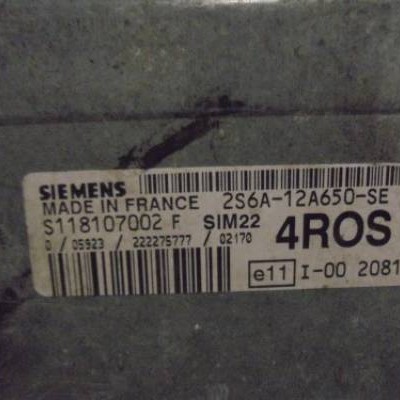 SIEMENS
MADE IN FRANCE 2S6A-12A650-SE
S118107002 F SIM22 4ROS
0 / 05923 / 222275777 / 02170
e11 I-00 2081